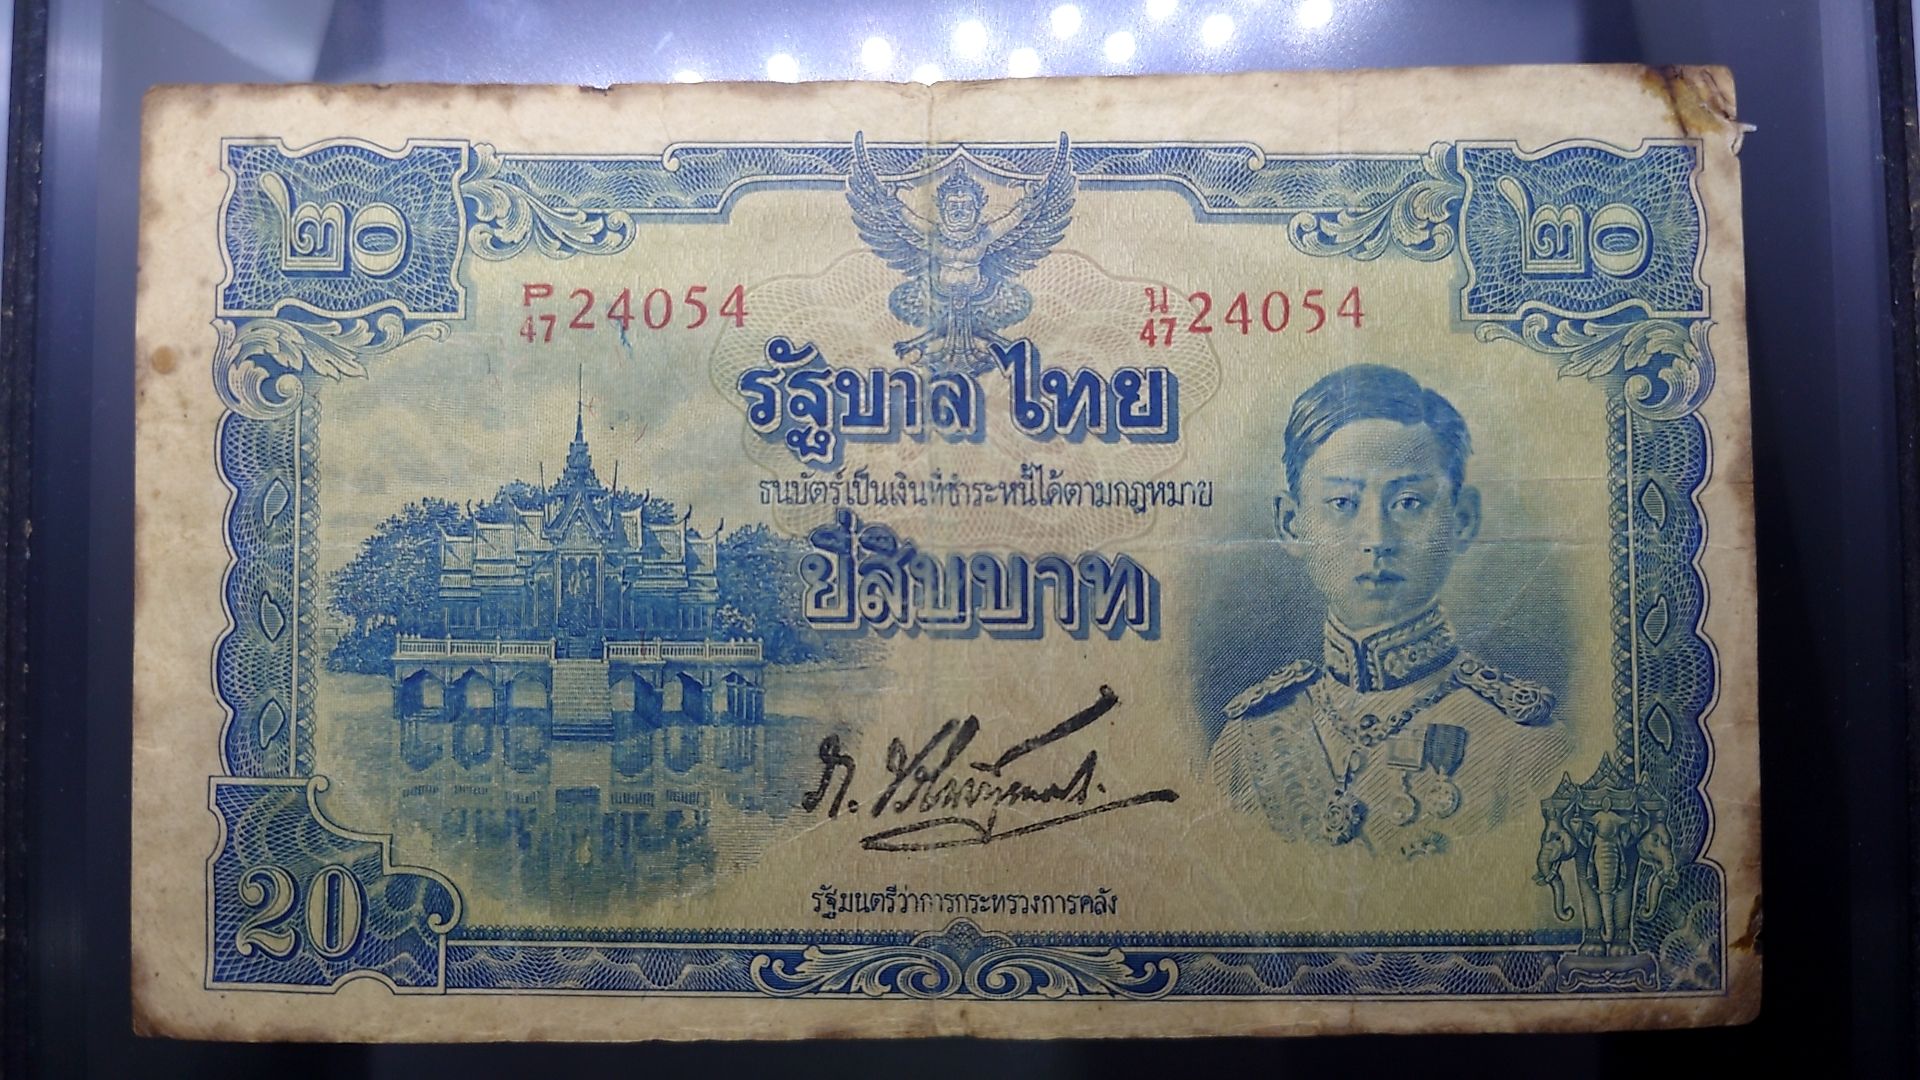 ๒๐ ๒๐
P/47 24054 น/47 24054
รัฐบาล ไทย
ธนบัตร์เป็นเงินที่ชำระหนี้ได้ตามกฎหมาย
ยี่สิบบาท
รัฐมนตรีว่าการกระทรวงการคลัง
20